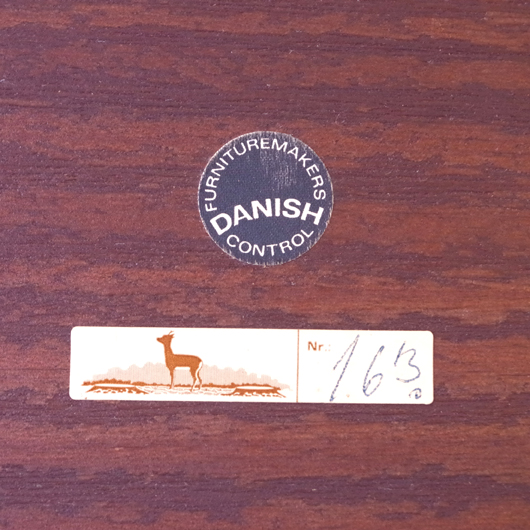 FURNITUREMAKERS
DANISH
CONTROL
Nr.: 163